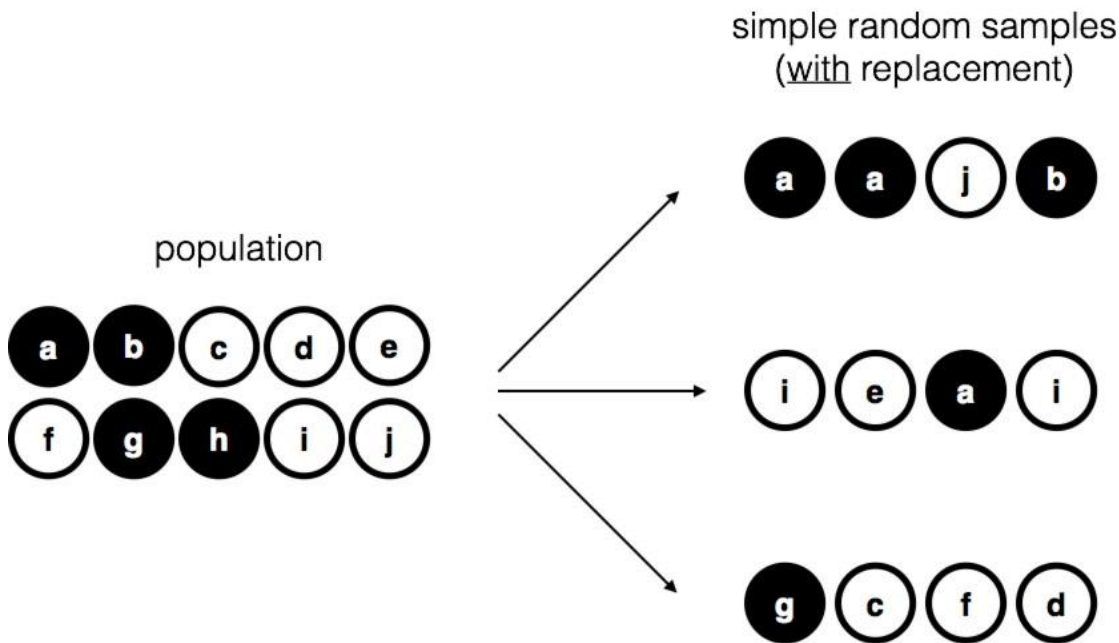 simple random samples
(with replacement)
a a j b
population
a b c d e
f g h i j
i e a i
g c f d